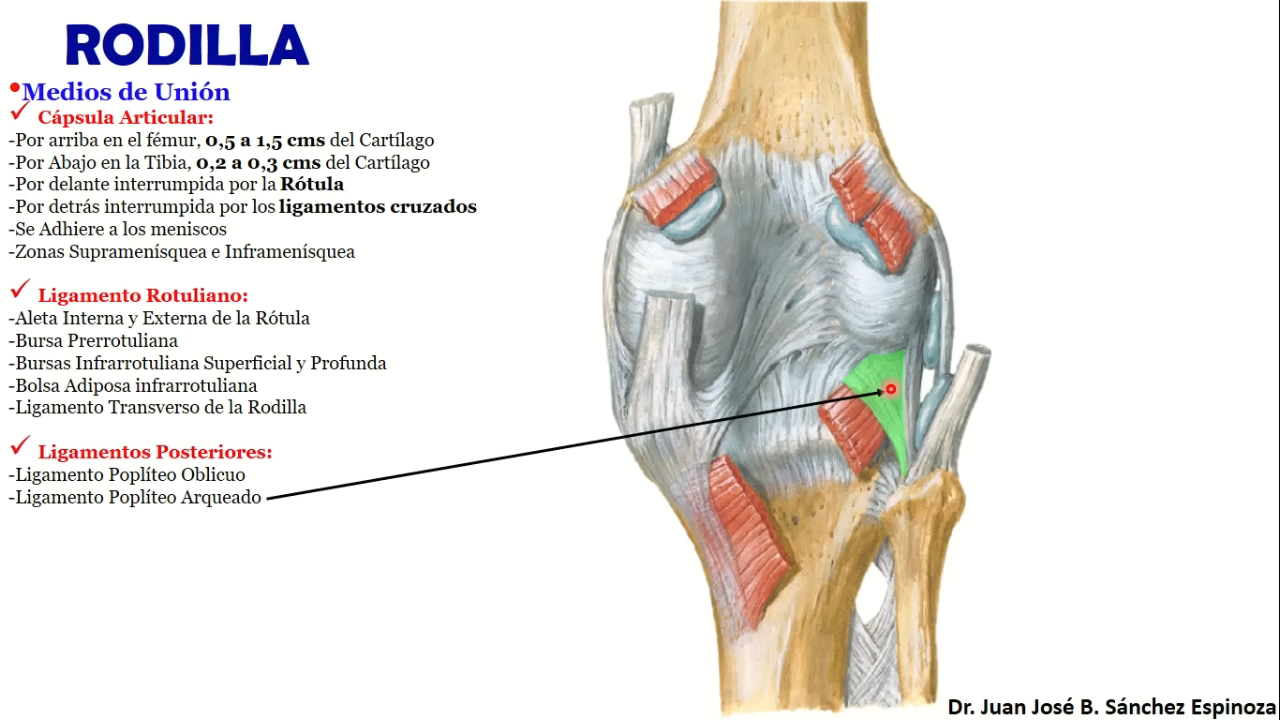 RODILLA
•Medios de Unión
✓ Cápsula Articular:
-Por arriba en el fémur, 0,5 a 1,5 cms del Cartílago
-Por Abajo en la Tibia, 0,2 a 0,3 cms del Cartílago
-Por delante interrumpida por la Rótula
-Por detrás interrumpida por los ligamentos cruzados
-Se Adhiere a los meniscos
-Zonas Supramenísquea e Inframenísquea
✓ Ligamento Rotuliano:
-Aleta Interna y Externa de la Rótula
-Bursa Prerrotuliana
-Bursas Infrarrotuliana Superficial y Profunda
-Bolsa Adiposa infrarrotuliana
-Ligamento Transverso de la Rodilla
✓ Ligamentos Posteriores:
-Ligamento Poplíteo Oblicuo
-Ligamento Poplíteo Arqueado
Dr. Juan José B. Sánchez Espinoza